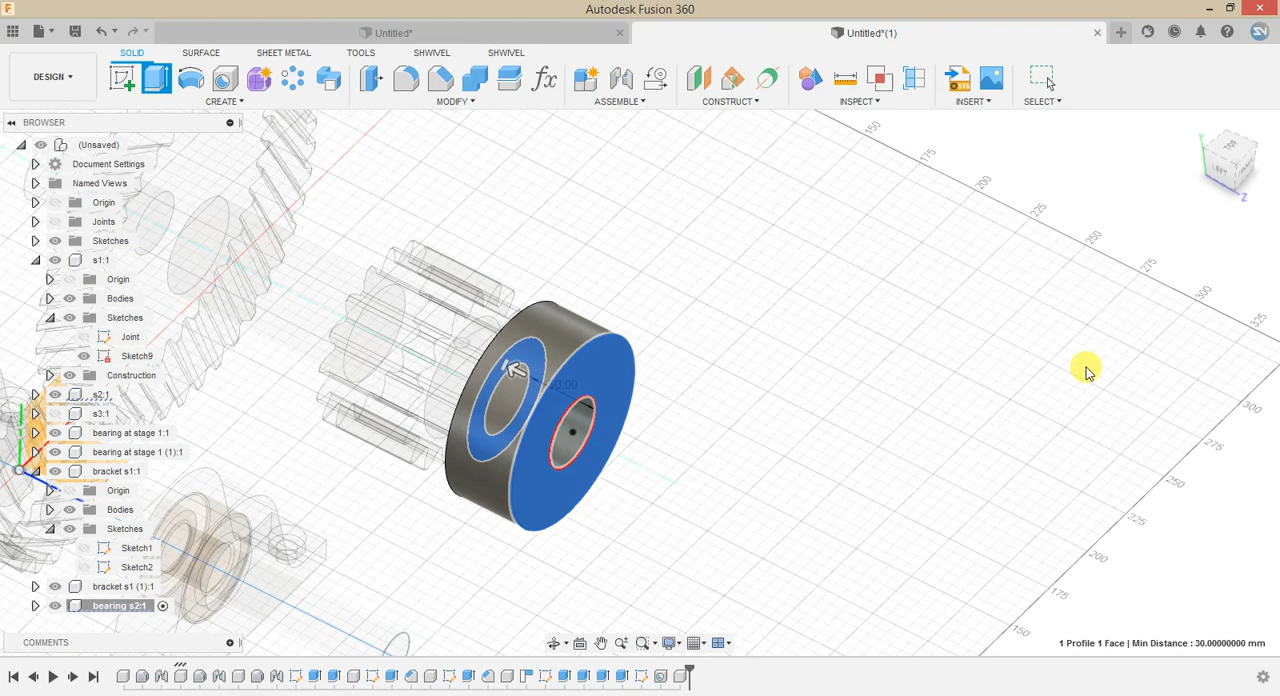 Autodesk Fusion 360
Untitled*
Untitled*(1)
SOLID SURFACE SHEET METAL TOOLS SHWIVEL SHWIVEL
DESIGN
CREATE MODIFY ASSEMBLE CONSTRUCT INSPECT INSERT SELECT
BROWSER
(Unsaved)
Document Settings
Named Views
Origin
Joints
Sketches
s1:1
Origin
Bodies
Sketches
Joint
Sketch9
Construction
s2:1
s3:1
bearing at stage 1:1
bearing at stage 1 (1):1
bracket s1:1
Origin
Bodies
Sketches
Sketch1
Sketch2
bracket s1 (1):1
bearing s2:1
150
175
200
225
250
275
300
325
300
275
250
225
200
175
150
TOP
LEFT
Y
Z
COMMENTS
1 Profile 1 Face | Min Distance : 30.00000000 mm